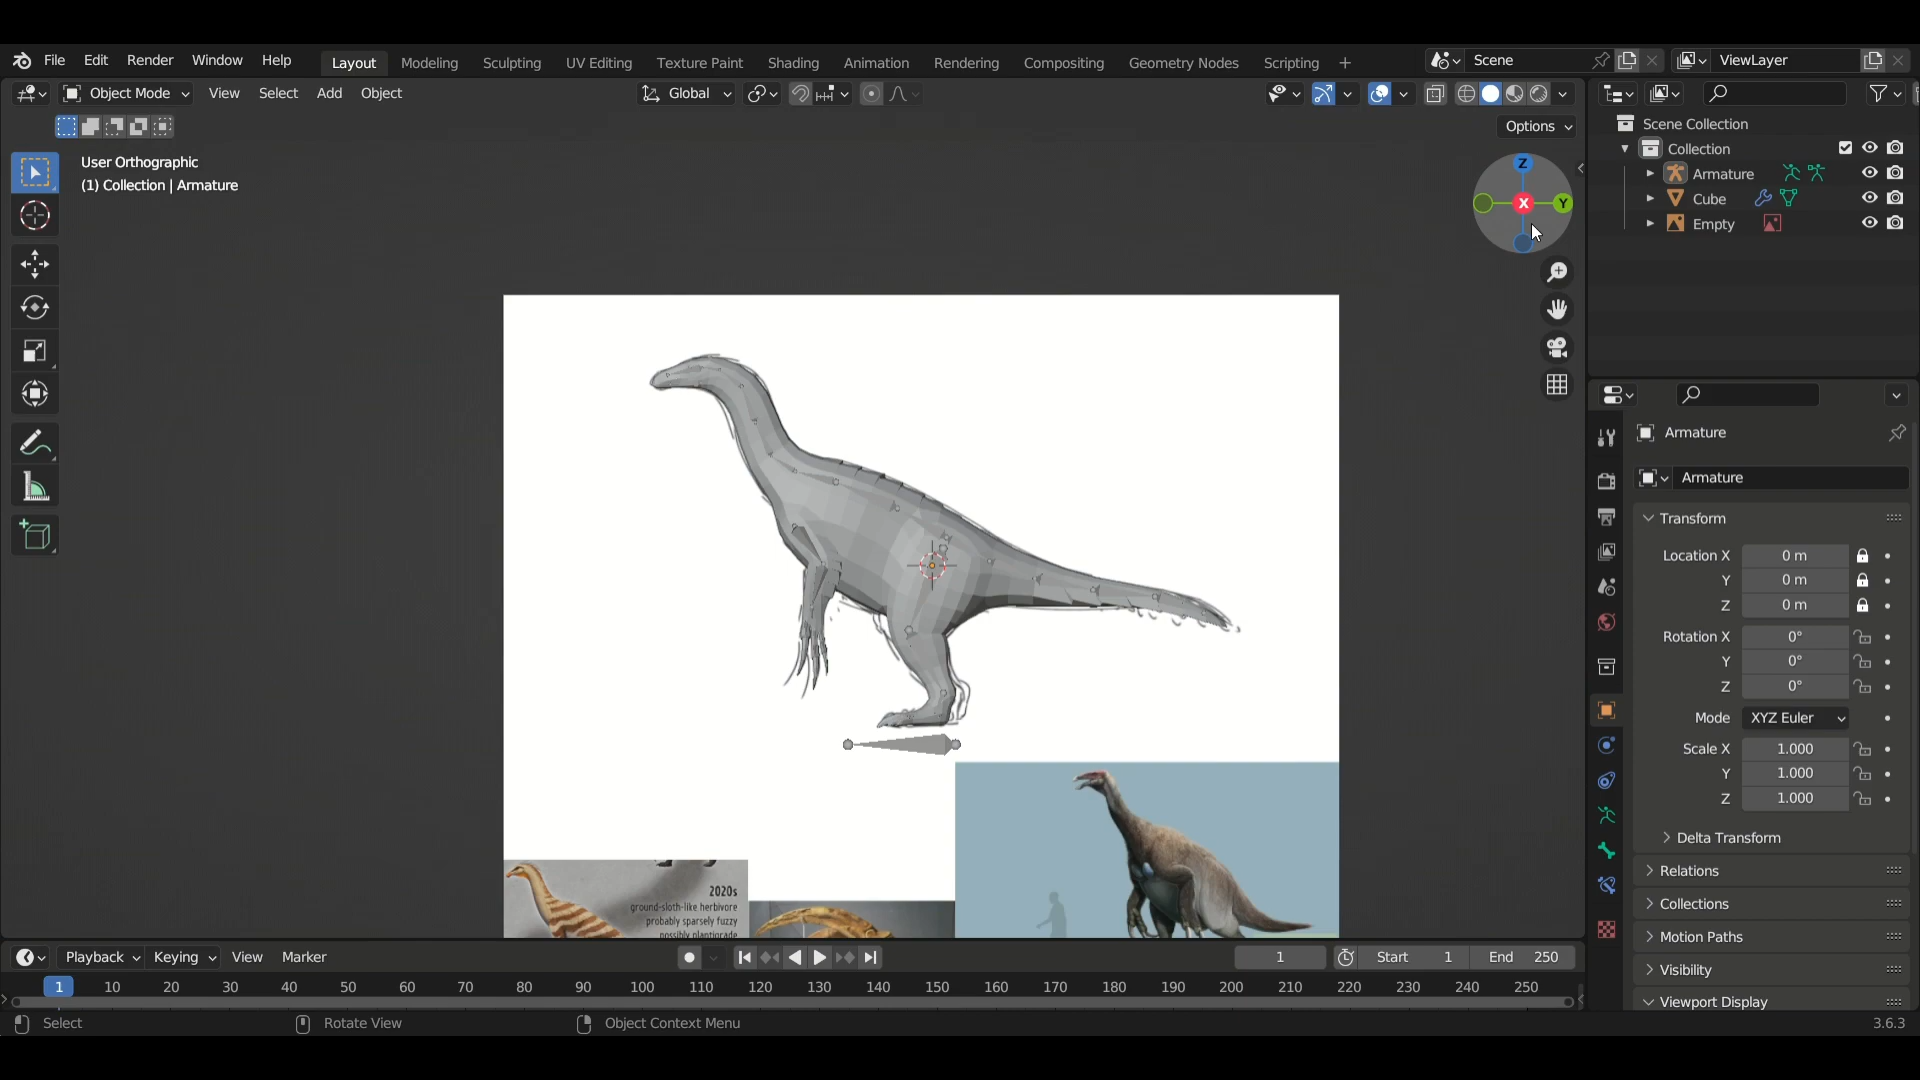 File Edit Render Window Help Layout Modeling Sculpting UV Editing Texture Paint Shading Animation Rendering Compositing Geometry Nodes Scripting + Scene ViewLayer
Object Mode View Select Add Object Global
Options
User Orthographic
(1) Collection | Armature
Z
X Y
Scene Collection
Collection
Armature
Cube
Empty
Armature
Armature
Transform
Location X 0 m
Y 0 m
Z 0 m
Rotation X 0°
Y 0°
Z 0°
Mode XYZ Euler
Scale X 1.000
Y 1.000
Z 1.000
Delta Transform
Relations
Collections
Motion Paths
Visibility
Viewport Display
2020s
ground-sloth-like herbivore
probably sparsely fuzzy
possibly plantigrade
Playback Keying View Marker 1 Start 1 End 250
1 10 20 30 40 50 60 70 80 90 100 110 120 130 140 150 160 170 180 190 200 210 220 230 240 250
Select Rotate View Object Context Menu 3.6.3